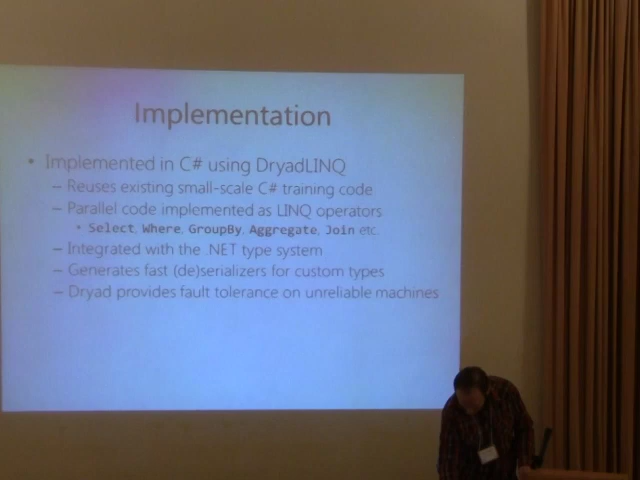 Implementation
• Implemented in C# using DryadLINQ
– Reuses existing small-scale C# training code
– Parallel code implemented as LINQ operators
• Select, Where, GroupBy, Aggregate, Join etc.
– Integrated with the .NET type system
– Generates fast (de)serializers for custom types
– Dryad provides fault tolerance on unreliable machines